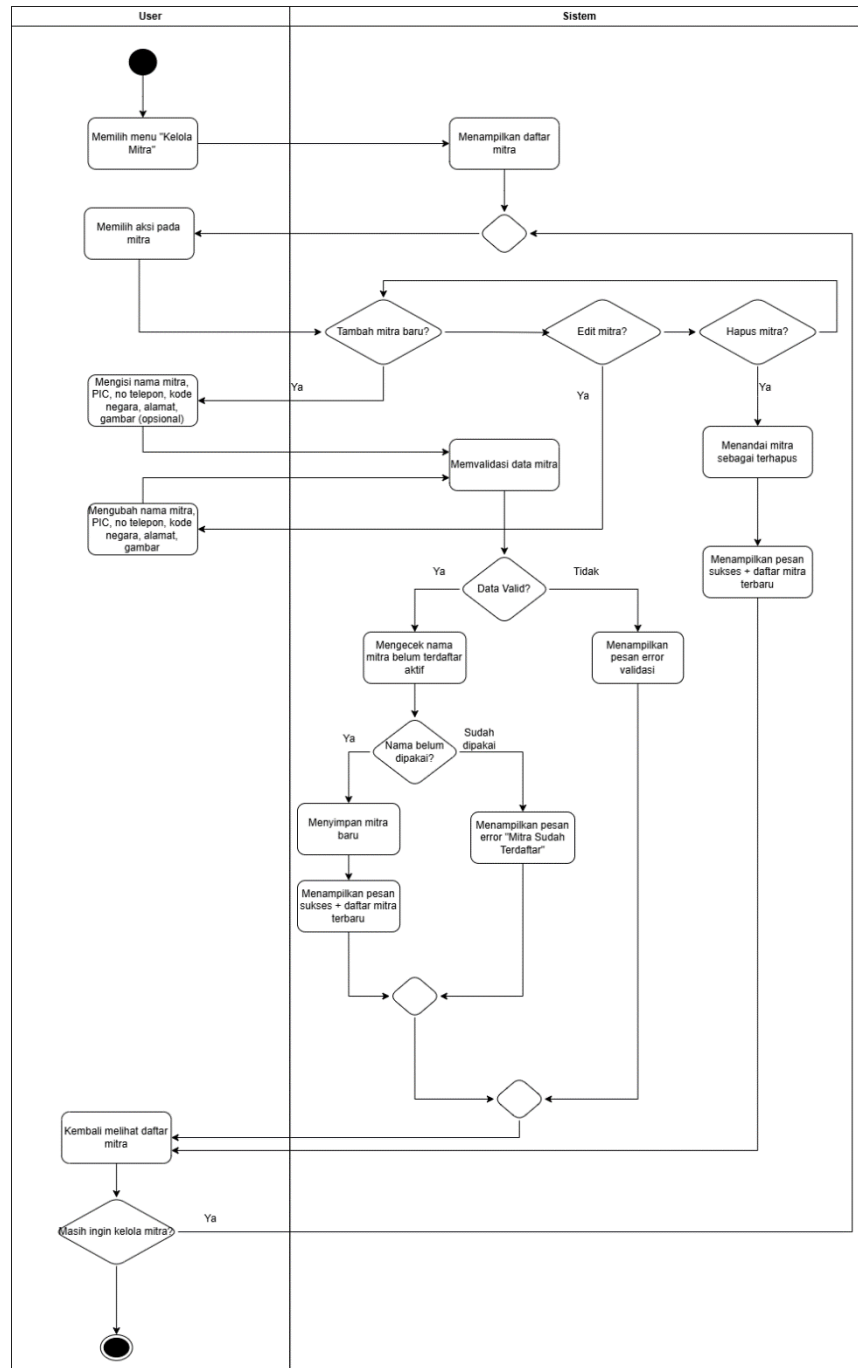 User
Sistem
Memilih menu "Kelola
Mitra"
Menampilkan daftar
mitra
Memilih aksi pada
mitra
Tambah mitra baru?
Edit mitra?
Hapus mitra?
Ya
Ya
Ya
Mengisi nama mitra,
PIC, no telepon, kode
negara, alamat,
gambar (opsional)
Menandai mitra
sebagai terhapus
Memvalidasi data mitra
Mengubah nama mitra,
PIC, no telepon, kode
negara, alamat,
gambar
Menampilkan pesan
sukses + daftar mitra
terbaru
Ya
Data Valid?
Tidak
Mengecek nama
mitra belum terdaftar
aktif
Menampilkan
pesan error
validasi
Ya
Nama belum
dipakai?
Sudah
dipakai
Menyimpan mitra
baru
Menampilkan pesan
error "Mitra Sudah
Terdaftar"
Menampilkan pesan
sukses + daftar mitra
terbaru
Kembali melihat daftar
mitra
Masih ingin kelola mitra?
Ya